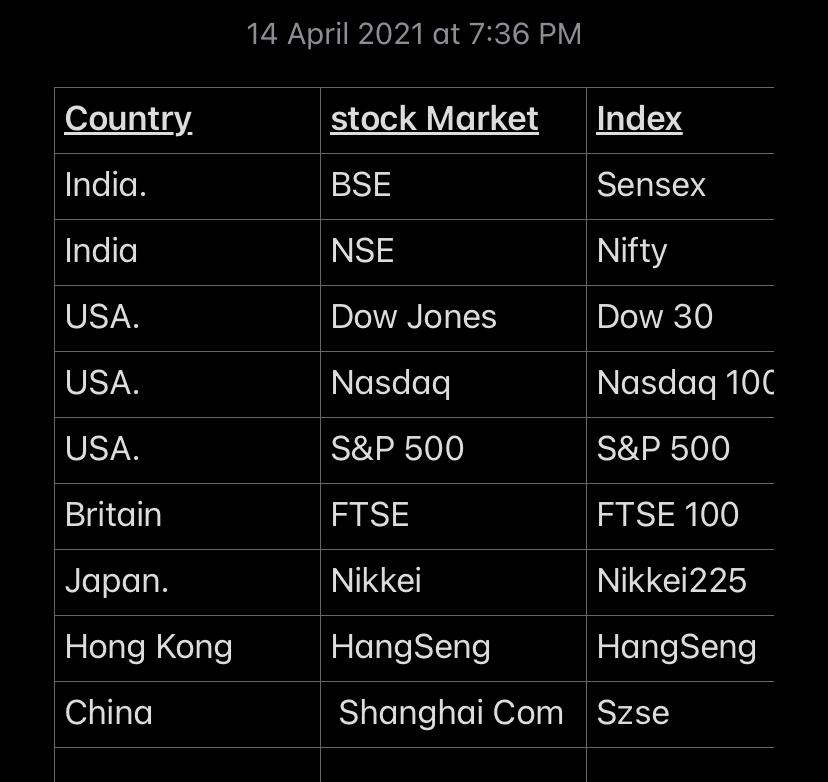 14 April 2021 at 7:36 PM
Country stock Market Index
India. BSE Sensex
India NSE Nifty
USA. Dow Jones Dow 30
USA. Nasdaq Nasdaq 100
USA. S&P 500 S&P 500
Britain FTSE FTSE 100
Japan. Nikkei Nikkei225
Hong Kong HangSeng HangSeng
China Shanghai Com Szse